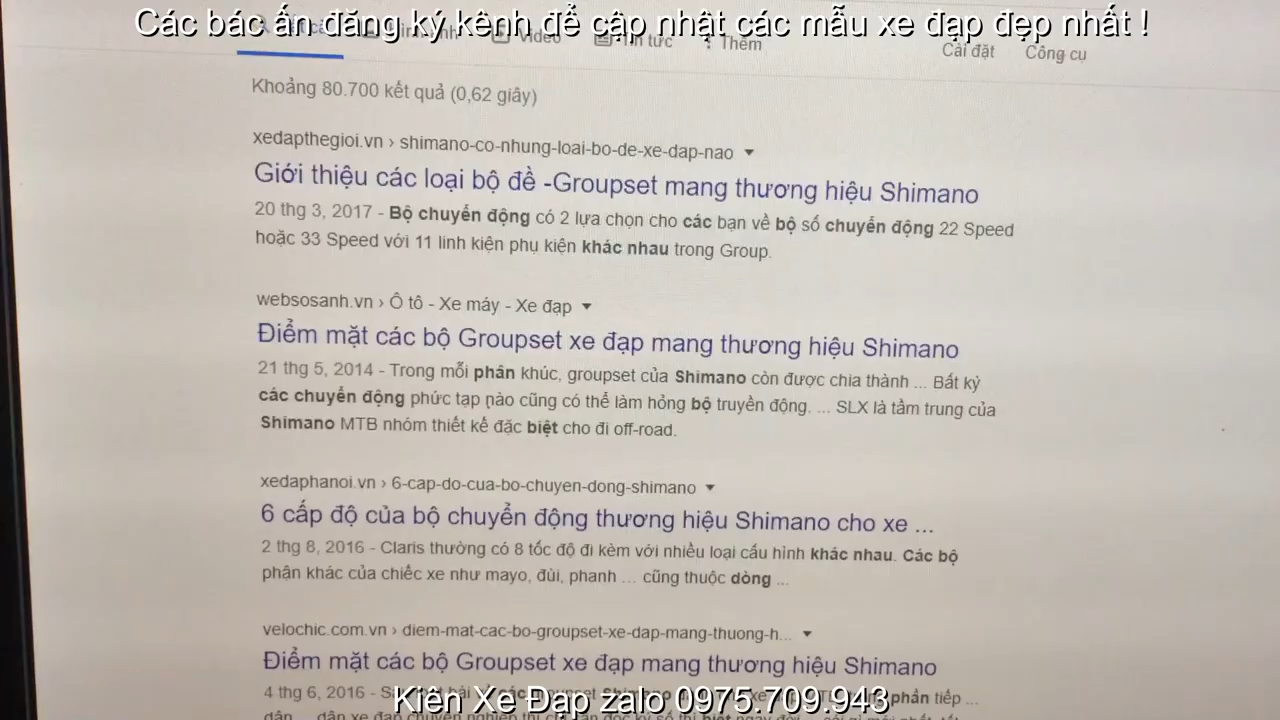 Các bác ấn đăng ký kênh để cập nhật các mẫu xe đạp đẹp nhất !
Video Tin tức Thêm Cài đặt Công cụ
Khoảng 80.700 kết quả (0,62 giây)
xedapthegioi.vn › shimano-co-nhung-loai-bo-de-xe-dap-nao
Giới thiệu các loại bộ đề -Groupset mang thương hiệu Shimano
20 thg 3, 2017 - Bộ chuyển động có 2 lựa chọn cho các bạn về bộ số chuyển động 22 Speed
hoặc 33 Speed với 11 linh kiện phụ kiện khác nhau trong Group.
websosanh.vn › Ô tô - Xe máy - Xe đạp
Điểm mặt các bộ Groupset xe đạp mang thương hiệu Shimano
21 thg 5, 2014 - Trong mỗi phân khúc, groupset của Shimano còn được chia thành ... Bất kỳ
các chuyển động phức tạp nào cũng có thể làm hỏng bộ truyền động. ... SLX là tầm trung của
Shimano MTB nhóm thiết kế đặc biệt cho đi off-road.
xedaphanoi.vn › 6-cap-do-cua-bo-chuyen-dong-shimano
6 cấp độ của bộ chuyển động thương hiệu Shimano cho xe ...
2 thg 8, 2016 - Claris thường có 8 tốc độ đi kèm với nhiều loại cấu hình khác nhau. Các bộ
phận khác của chiếc xe như mayo, đùi, phanh ... cũng thuộc dòng ...
velochic.com.vn › diem-mat-cac-bo-groupset-xe-dap-mang-thuong-h...
Điểm mặt các bộ Groupset xe đạp mang thương hiệu Shimano
4 thg 6, 2016 - phần tiếp ...
Kiên Xe Đạp zalo 0975.709.943